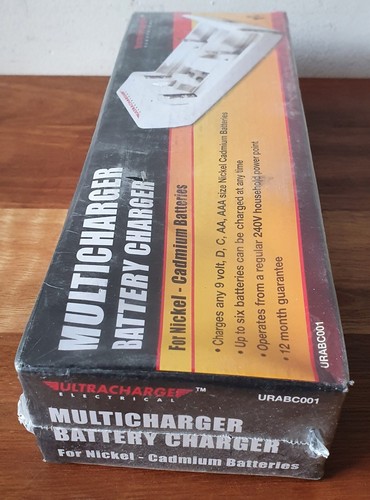 MULTICHARGER
BATTERY CHARGER
For Nickel - Cadmium Batteries
• Charges any 9 volt, D, C, AA, AAA size Nickel Cadmium Batteries
• Up to six batteries can be charged at any time
• Operates from a regular 240V household power point
• 12 month guarantee
URABC001
ULTRACHARGE™
ELECTRICAL
URABC001
MULTICHARGER
BATTERY CHARGER
For Nickel - Cadmium Batteries